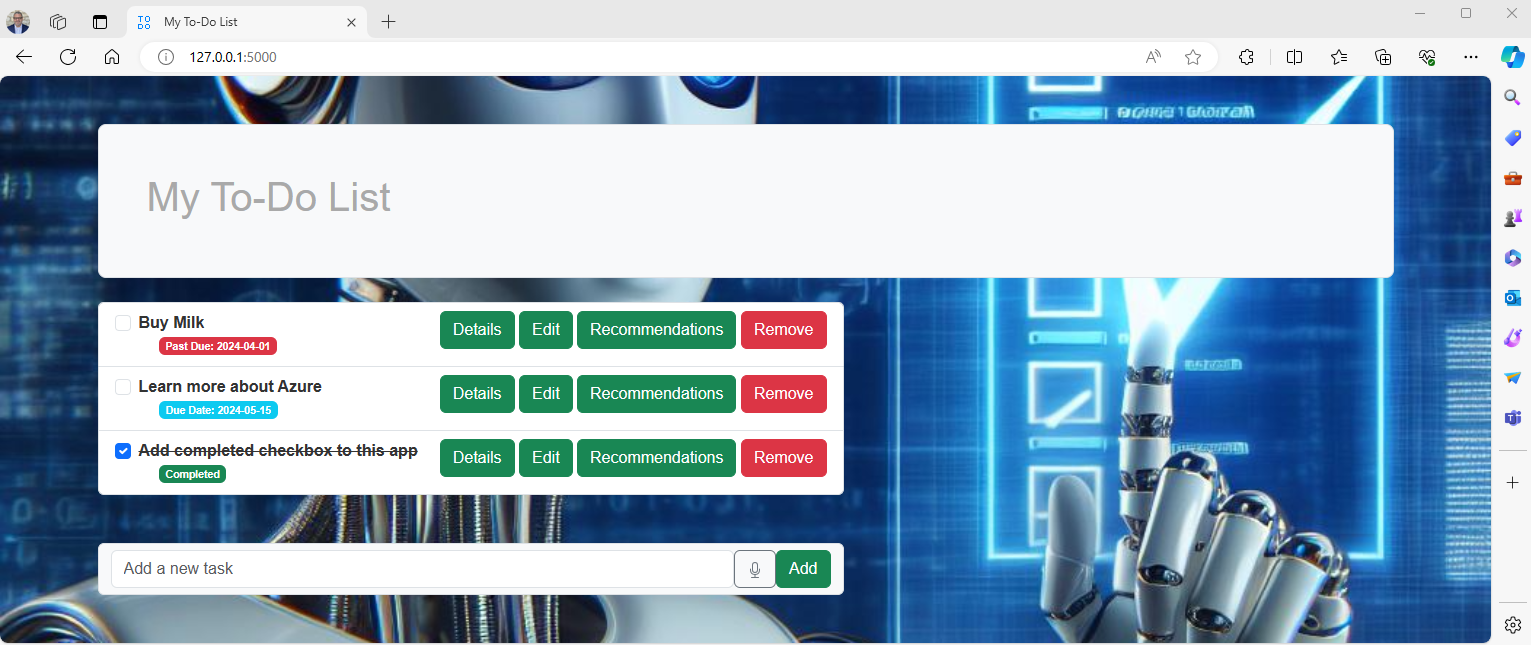 TO DO My To-Do List
127.0.0.1:5000
My To-Do List
Buy Milk Details Edit Recommendations Remove
Past Due: 2024-04-01
Learn more about Azure Details Edit Recommendations Remove
Due Date: 2024-05-15
Add completed checkbox to this app Details Edit Recommendations Remove
Completed
Add a new task Add